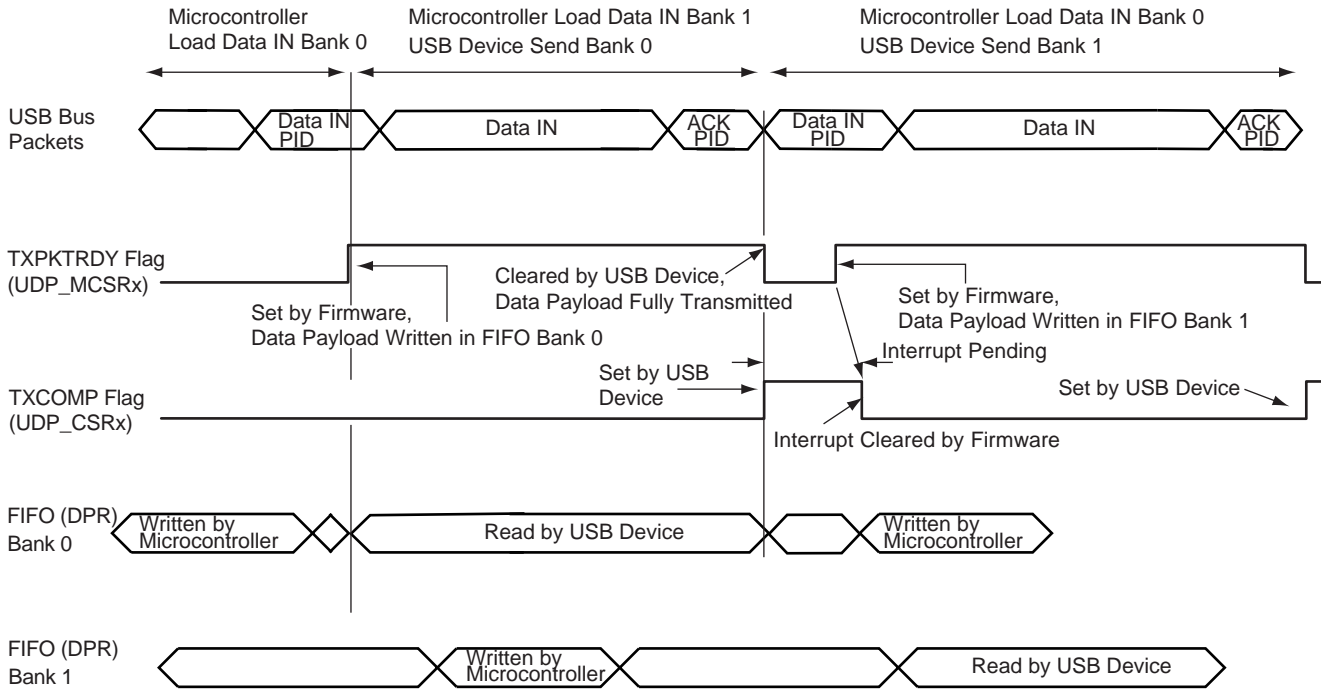 Microcontroller
Load Data IN Bank 0
Microcontroller Load Data IN Bank 1
USB Device Send Bank 0
Microcontroller Load Data IN Bank 0
USB Device Send Bank 1
USB Bus
Packets
Data IN
PID
Data IN
ACK
PID
Data IN
PID
Data IN
ACK
PID
TXPKTRDY Flag
(UDP_MCSRx)
Set by Firmware,
Data Payload Written in FIFO Bank 0
Cleared by USB Device,
Data Payload Fully Transmitted
Set by Firmware,
Data Payload Written in FIFO Bank 1
Interrupt Pending
TXCOMP Flag
(UDP_CSRx)
Set by USB
Device
Set by USB Device
Interrupt Cleared by Firmware
FIFO (DPR)
Bank 0
Written by
Microcontroller
Read by USB Device
Written by
Microcontroller
FIFO (DPR)
Bank 1
Written by
Microcontroller
Read by USB Device